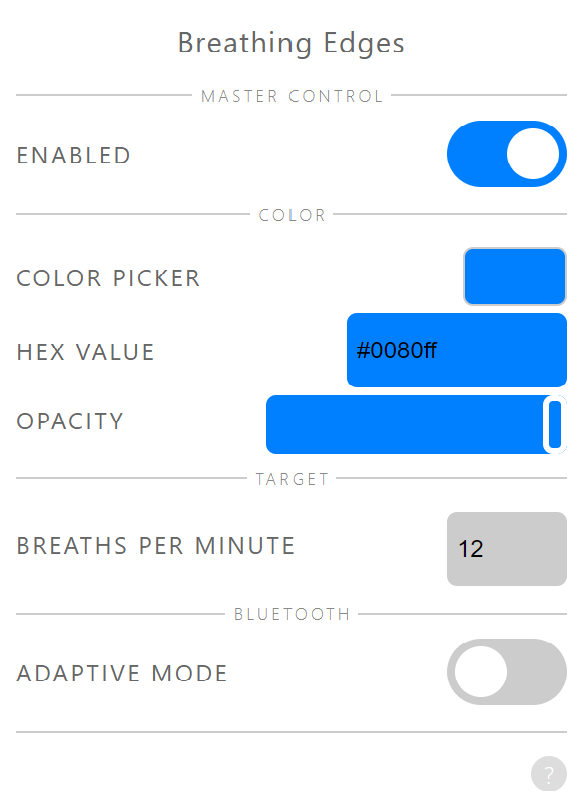 Breathing Edges
MASTER CONTROL
ENABLED
COLOR
COLOR PICKER
HEX VALUE #0080ff
OPACITY
TARGET
BREATHS PER MINUTE 12
BLUETOOTH
ADAPTIVE MODE
?